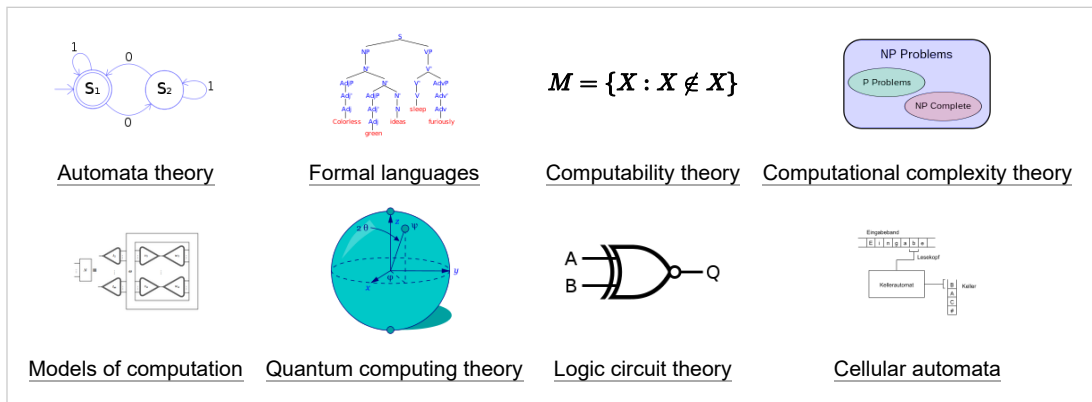 1
0
S1
S2
1
0
S
NP
VP
N'
V'
AdjP
N'
V'
AdvP
Adj'
AdjP
N'
V
Adv'
Adj
Adj'
N
sleep
Adv
Colorless
Adj
ideas
furiously
green
M = {X : X ∉ X}
NP Problems
P Problems
NP Complete
Automata theory
Formal languages
Computability theory
Computational complexity theory
z
2 θ
Ψ
y
φ
x
A
B
Q
Eingabeband
E i n g a b e
Lesekopf
Kellerautomat
Keller
B
A
C
#
Models of computation
Quantum computing theory
Logic circuit theory
Cellular automata